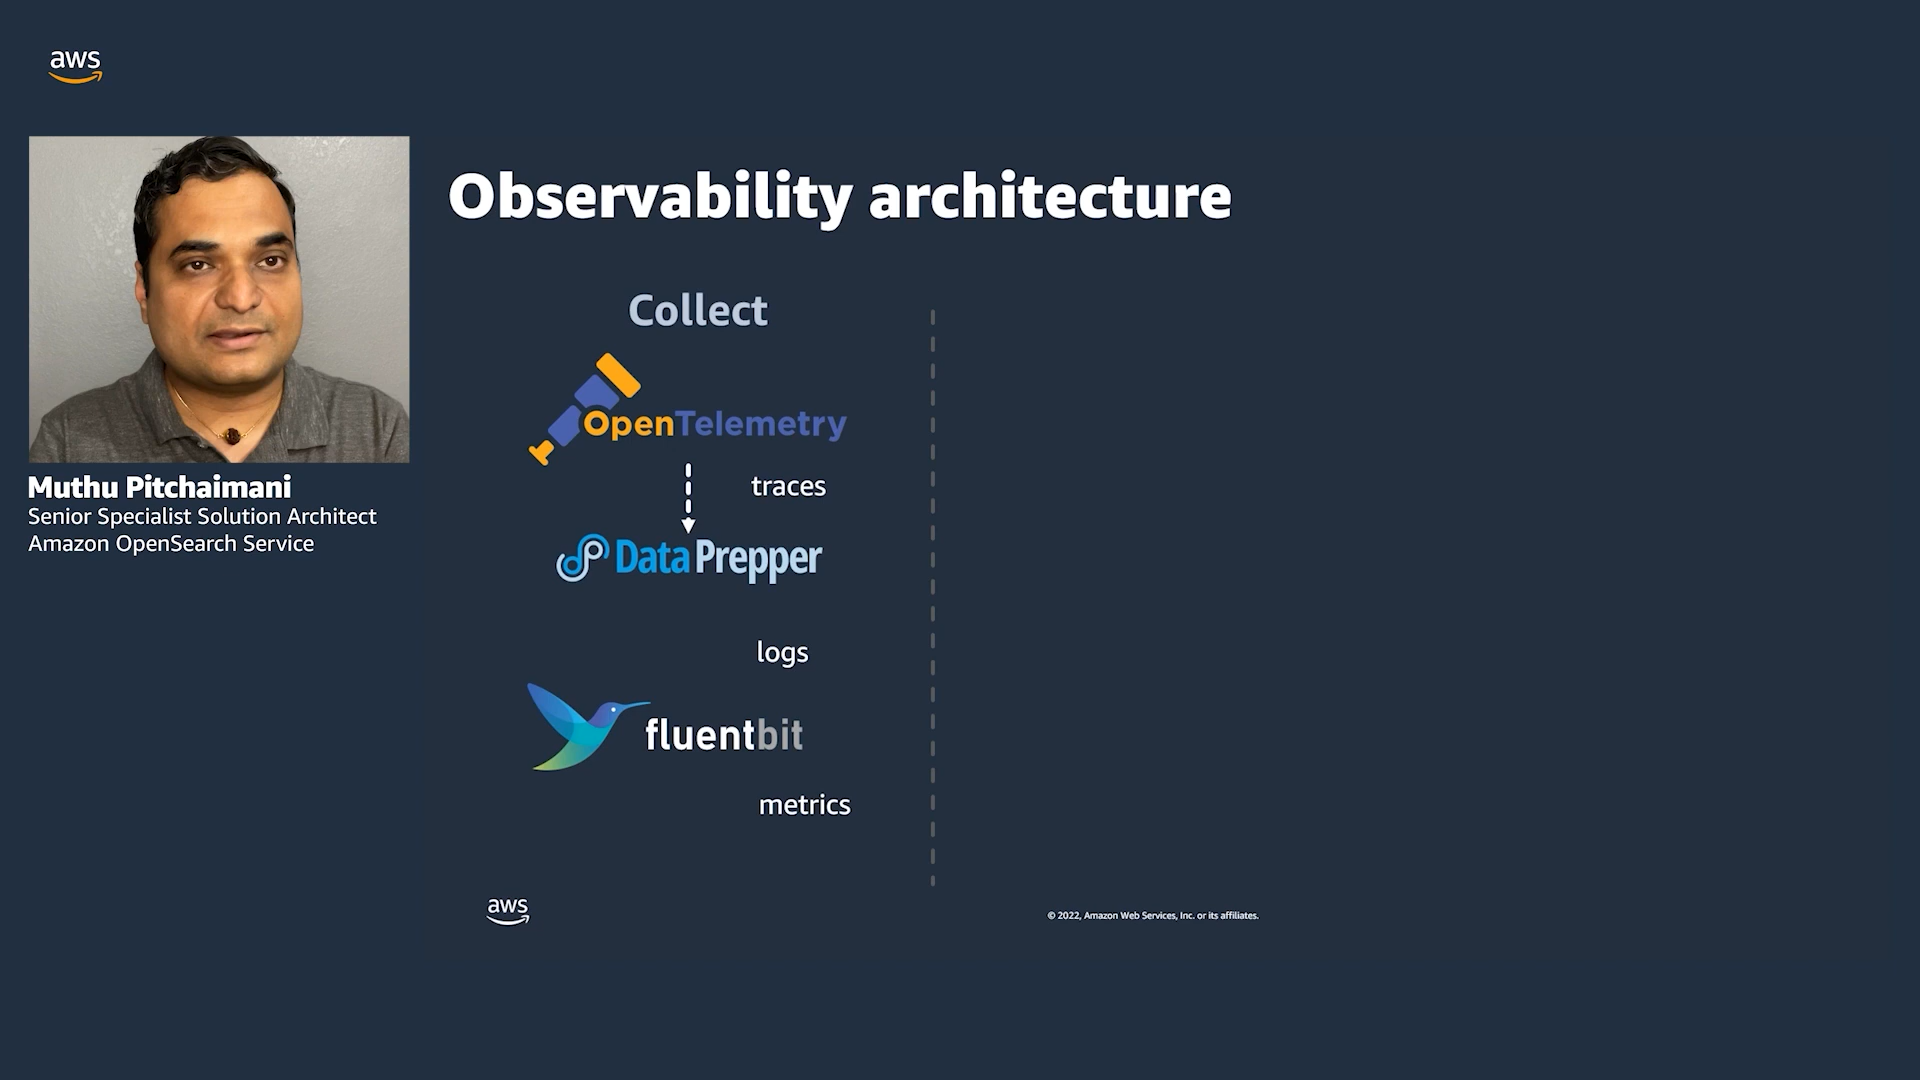 aws
Observability architecture
Collect
OpenTelemetry
traces
Muthu Pitchaimani
Senior Specialist Solution Architect
Amazon OpenSearch Service
Data Prepper
logs
fluentbit
metrics
aws
© 2022, Amazon Web Services, Inc. or its affiliates.